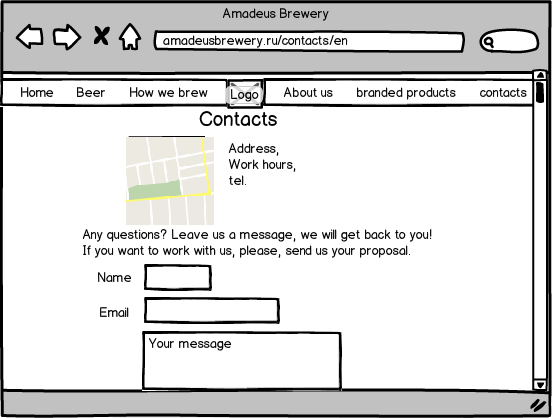 Amadeus Brewery
amadeusbrewery.ru/contacts/en
Home Beer How we brew Logo About us branded products contacts
Contacts
Address,
Work hours,
tel.
Any questions? Leave us a message, we will get back to you!
If you want to work with us, please, send us your proposal.
Name
Email
Your message